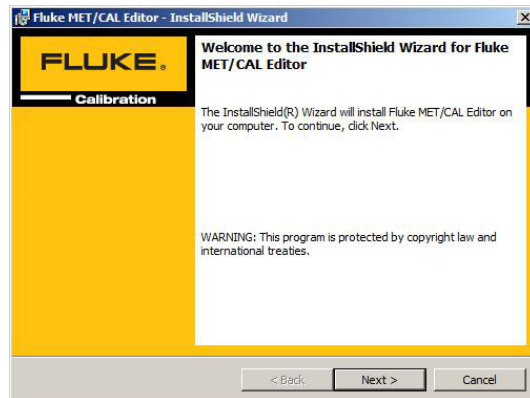 Fluke MET/CAL Editor - InstallShield Wizard
FLUKE®
Calibration
Welcome to the InstallShield Wizard for Fluke
MET/CAL Editor
The InstallShield(R) Wizard will install Fluke MET/CAL Editor on
your computer. To continue, click Next.
WARNING: This program is protected by copyright law and
international treaties.
< Back
Next >
Cancel